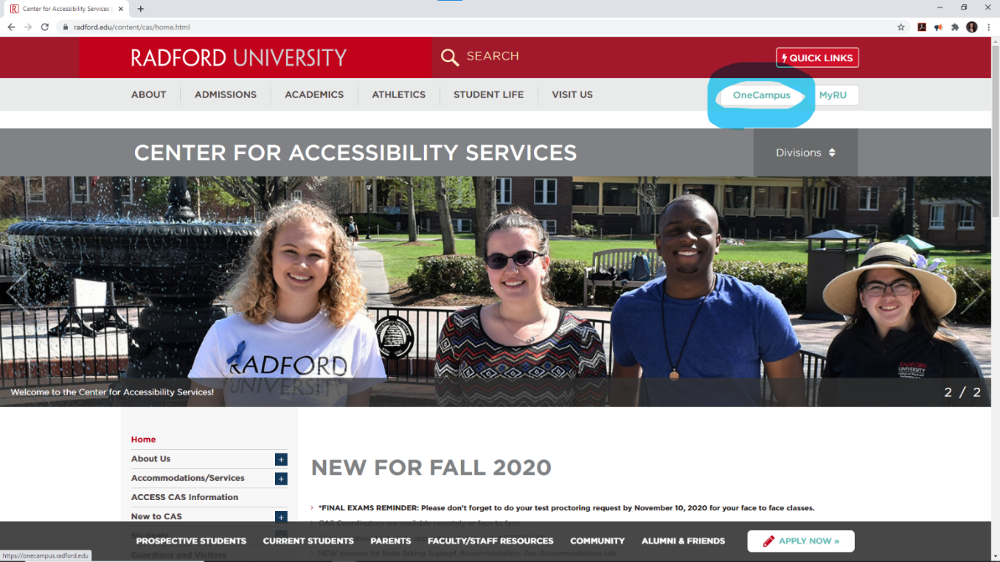 Center for Accessibility Services
radford.edu/content/cas/home.html
RADFORD UNIVERSITY
SEARCH
QUICK LINKS
ABOUT ADMISSIONS ACADEMICS ATHLETICS STUDENT LIFE VISIT US OneCampus MyRU
CENTER FOR ACCESSIBILITY SERVICES
Divisions
RADFORD
UNIVERSITY
RADFORD
UNIVERSITY
Welcome to the Center for Accessibility Services!
2 / 2
Home
About Us
Accommodations/Services
ACCESS CAS Information
New to CAS
Students
Guardians and Visitors
NEW FOR FALL 2020
*FINAL EXAMS REMINDER: Please don't forget to do your test proctoring request by November 10, 2020 for your face to face classes.
CAS Coordinators are available remotely or face to face.
NEW process for Note Taking Support Accommodation. See Accommodations tab.
PROSPECTIVE STUDENTS CURRENT STUDENTS PARENTS FACULTY/STAFF RESOURCES COMMUNITY ALUMNI & FRIENDS APPLY NOW »
https://onecampus.radford.edu